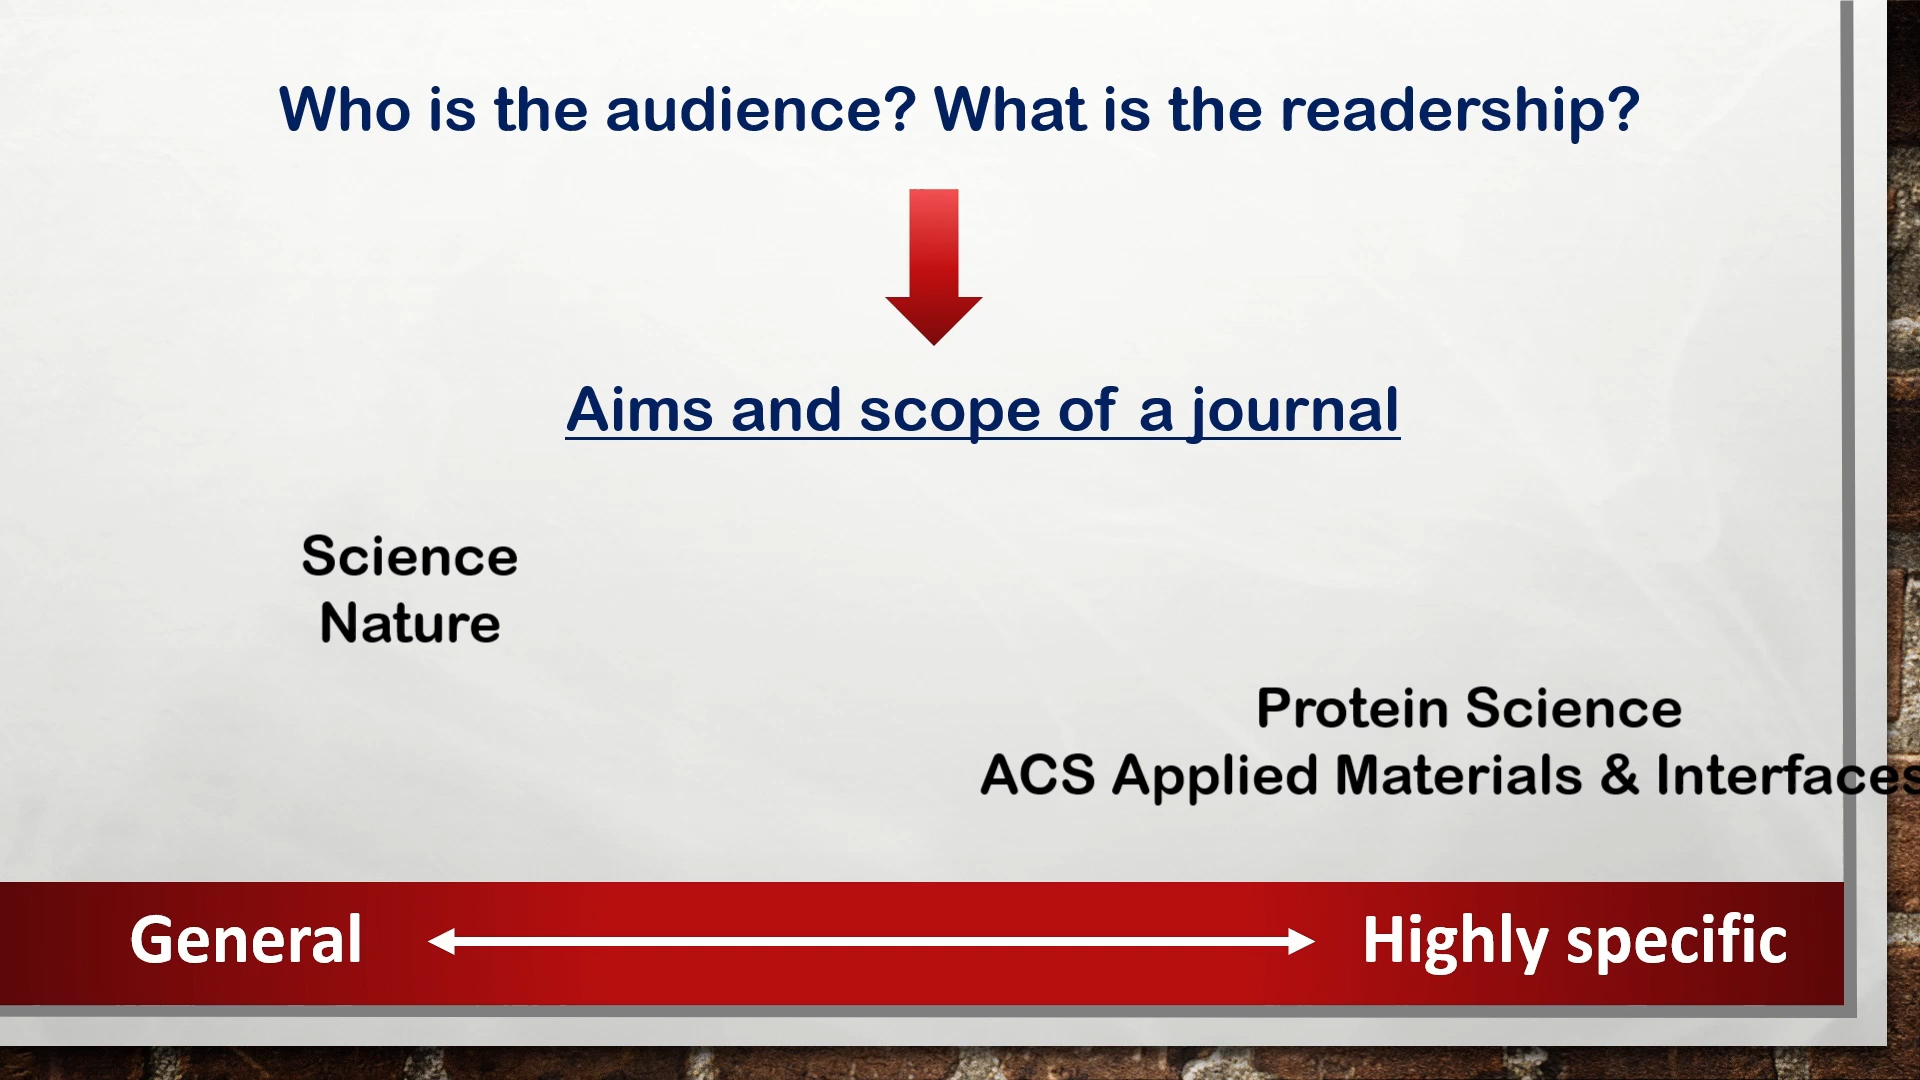 Who is the audience? What is the readership?
Aims and scope of a journal
Science
Nature
Protein Science
ACS Applied Materials & Interfaces
General
Highly specific